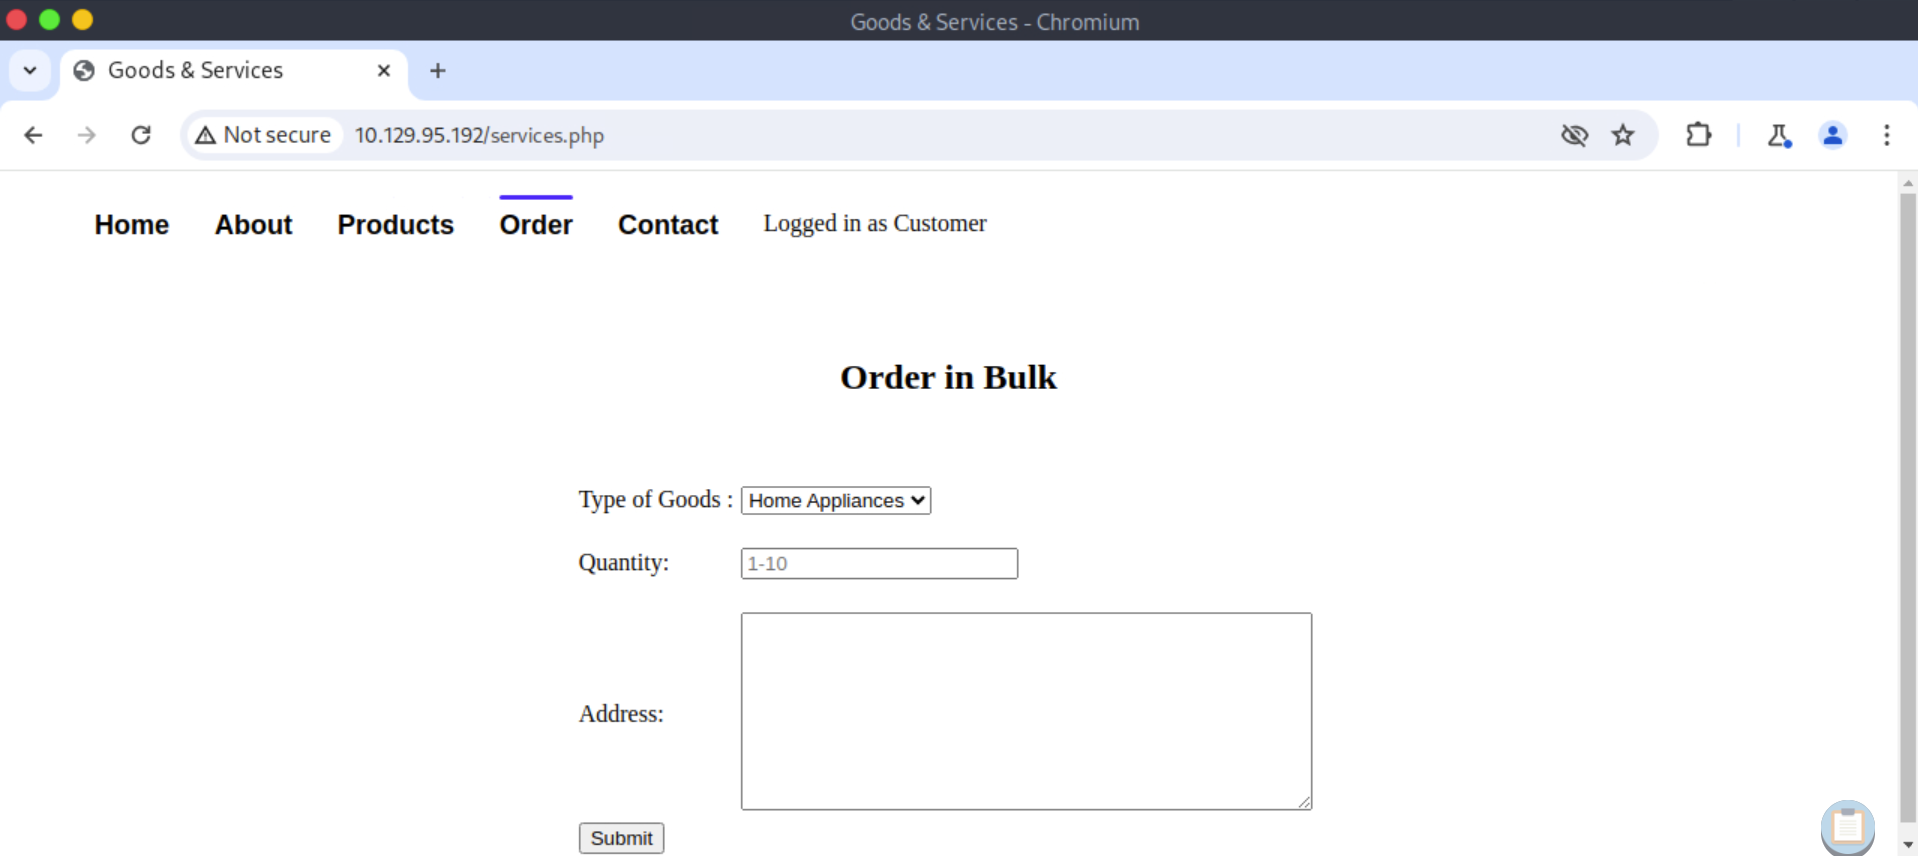 Goods & Services - Chromium
Goods & Services
Not secure 10.129.95.192/services.php
Home About Products Order Contact Logged in as Customer
Order in Bulk
Type of Goods : Home Appliances
Quantity: 1-10
Address:
Submit